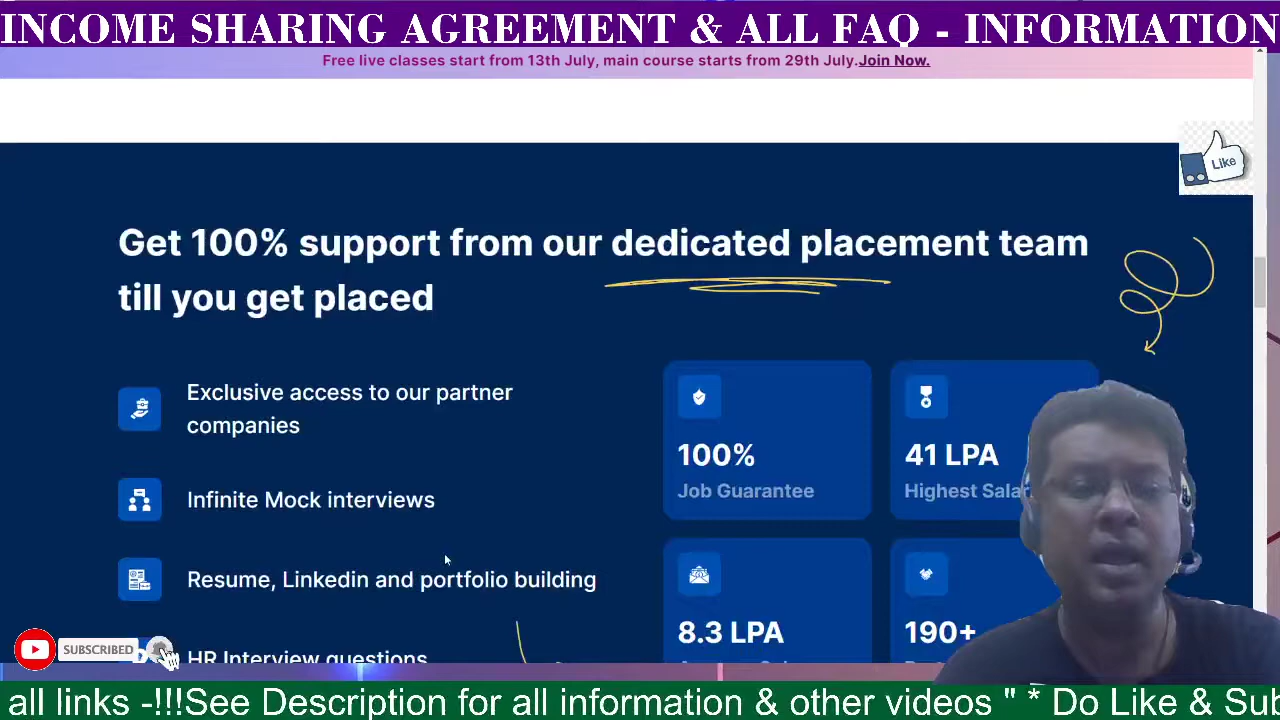 INCOME SHARING AGREEMENT & ALL FAQ - INFORMATION
Free live classes start from 13th July, main course starts from 29th July.Join Now.
Like
Get 100% support from our dedicated placement team
till you get placed
Exclusive access to our partner
companies
Infinite Mock interviews
Resume, Linkedin and portfolio building
HR Interview questions
100%
Job Guarantee
41 LPA
Highest
8.3 LPA
190+
SUBSCRIBED
all links -!!!See Description for all information & other videos " * Do Like &